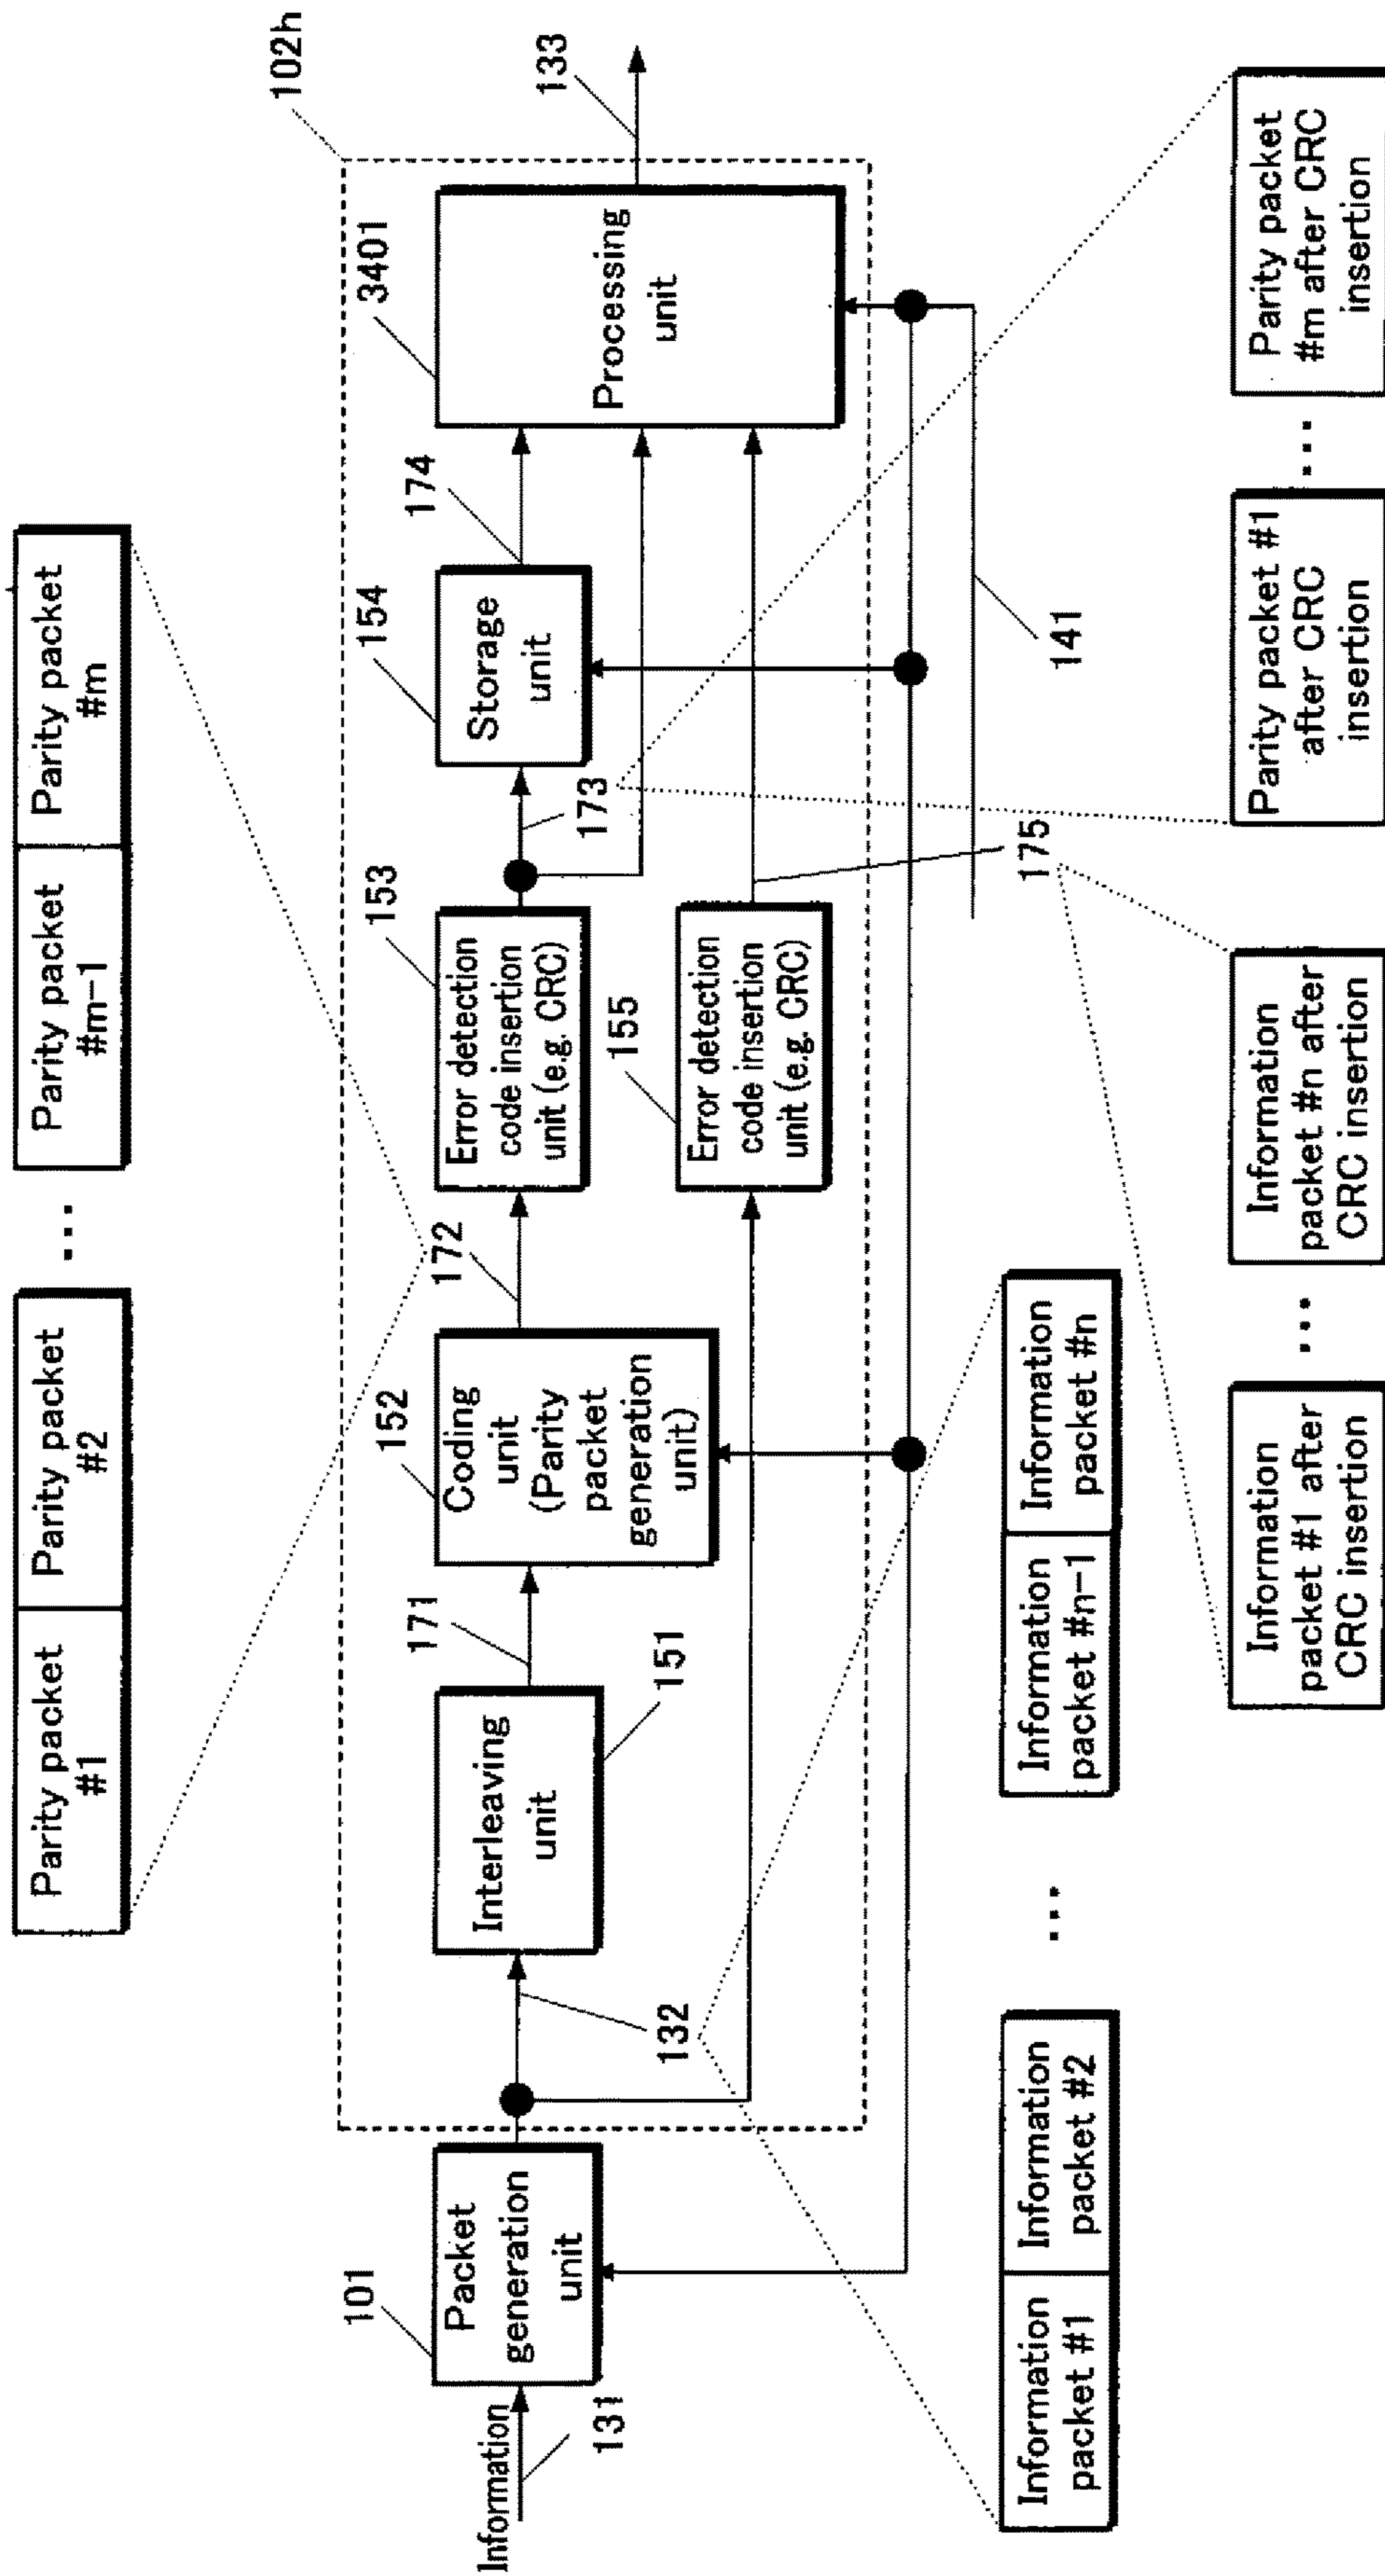 Parity packet
#1
Parity packet
#2
...
Parity packet
#m-1
Parity packet
#m
102h
101
Packet
generation
unit
Information
131
132
Interleaving
unit
151
171
152
Coding
unit
(Parity
packet
generation
unit)
172
153
Error detection
code insertion
unit (e.g. CRC)
155
Error detection
code insertion
unit (e.g. CRC)
173
154
Storage
unit
174
3401
Processing
unit
133
175
141
Information
packet #1
Information
packet #2
...
Information
packet #n-1
Information
packet #n
Information
packet #1 after
CRC insertion
...
Information
packet #n after
CRC insertion
Parity packet #1
after CRC
insertion
...
Parity packet
#m after CRC
insertion